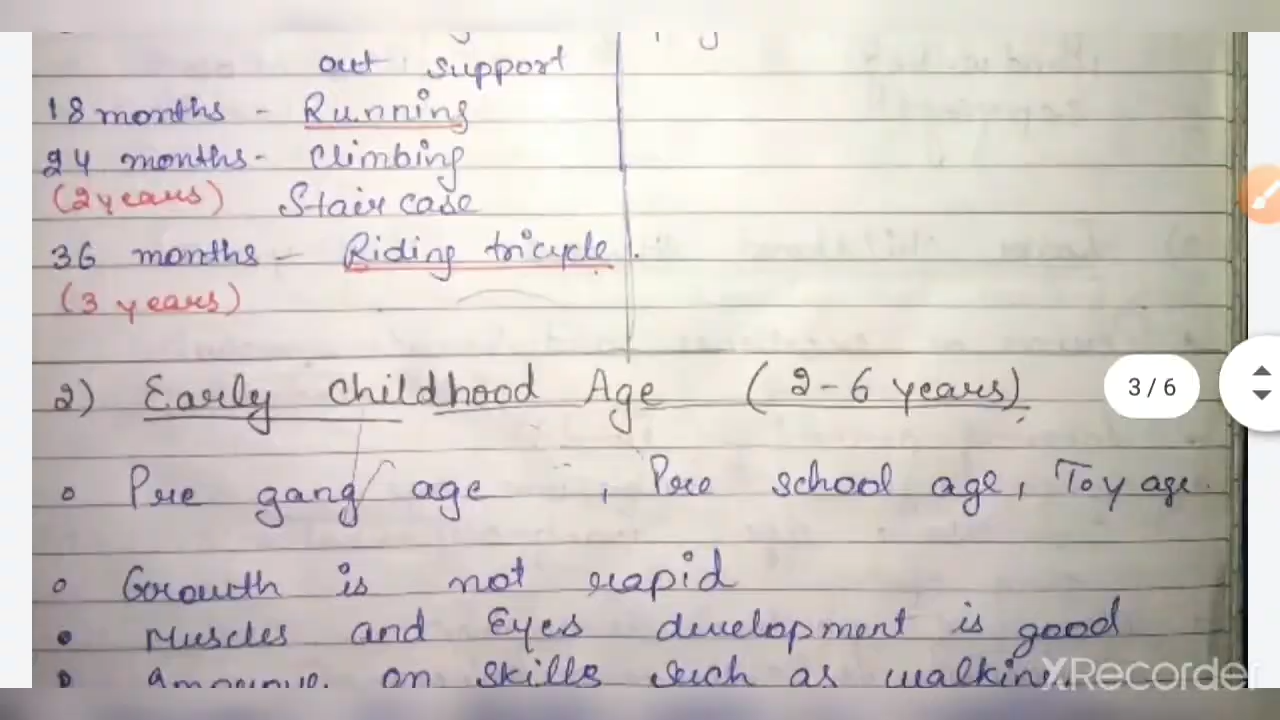 out support
18 months - Running
24 months - Climbing
(2 years) Stair case
36 months - Riding tricycle.
(3 years)
2) Early childhood Age (2-6 years)
3/6
• Pre gang age, Pre school age, Toy age.
• Growth is not rapid
• Muscles and Eyes development is good
on skills such as walking
XRecorder